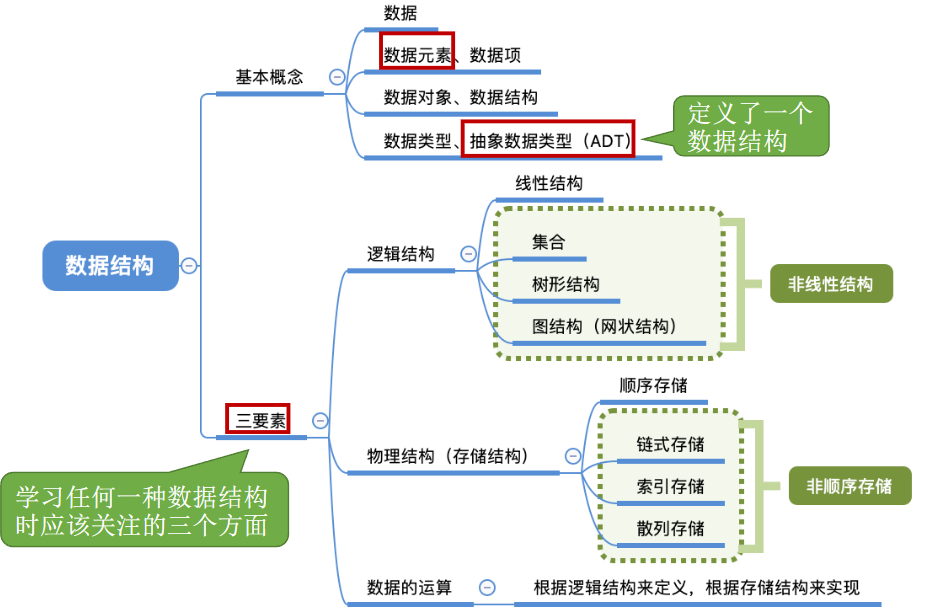 数据
数据元素、数据项
基本概念
数据对象、数据结构
数据类型、抽象数据类型（ADT）
定义了一个
数据结构
线性结构
逻辑结构
集合
树形结构
图结构（网状结构）
非线性结构
数据结构
三要素
学习任何一种数据结构
时应该关注的三个方面
顺序存储
物理结构（存储结构）
链式存储
索引存储
散列存储
非顺序存储
数据的运算
根据逻辑结构来定义，根据存储结构来实现